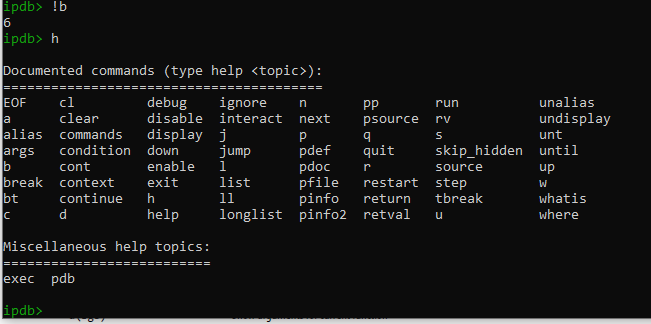 ipdb> !b
6
ipdb> h
Documented commands (type help <topic>):
========================================
EOF    cl         debug    ignore    n       pp       run          unalias
a      clear      disable  interact  next    psource  rv           undisplay
alias  commands   display  j         p       q        s            unt
args   condition  down     jump      pdef    quit     skip_hidden  until
b      cont       enable   l         pdoc    r        source       up
break  context    exit     list      pfile   restart  step         w
bt     continue   h        ll        pinfo   return   tbreak       whatis
c      d          help     longlist  pinfo2  retval   u            where
Miscellaneous help topics:
==========================
exec  pdb
ipdb>